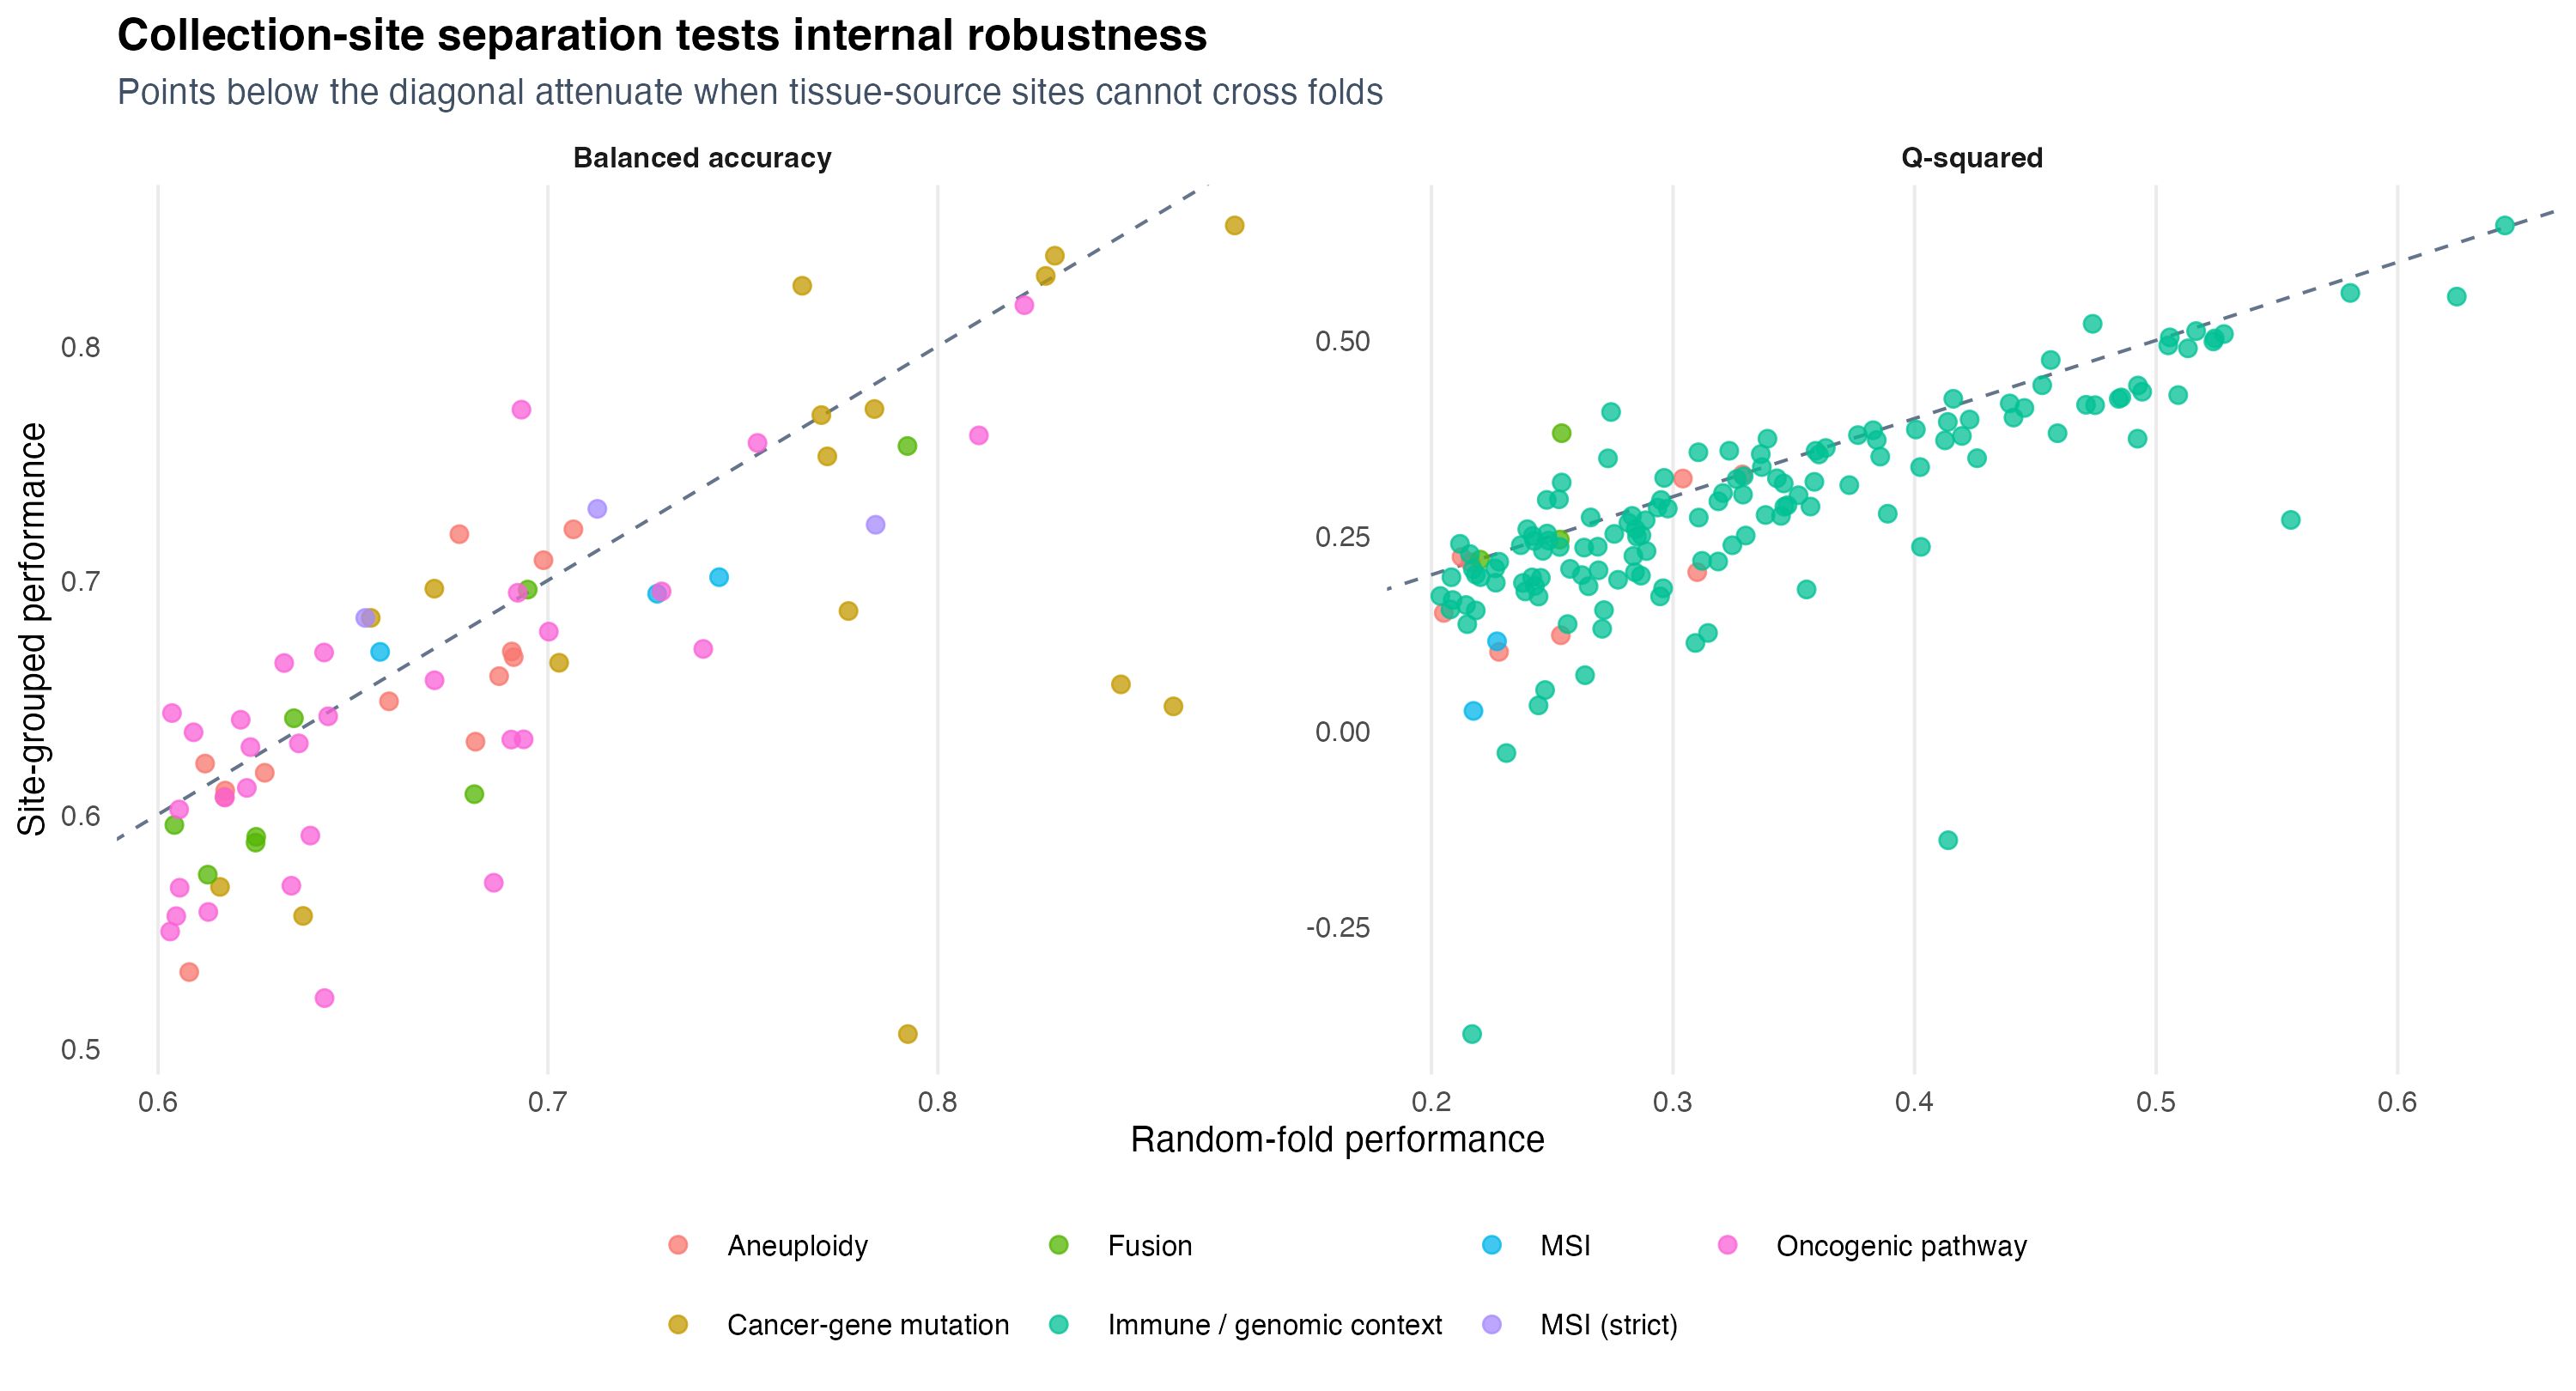 Collection-site separation tests internal robustness
Points below the diagonal attenuate when tissue-source sites cannot cross folds
Balanced accuracy
Q-squared
Site-grouped performance
0.8
0.7
0.6
0.5
0.50
0.25
0.00
-0.25
0.6
0.7
0.8
0.2
0.3
0.4
0.5
0.6
Random-fold performance
Aneuploidy
Fusion
MSI
Oncogenic pathway
Cancer-gene mutation
Immune / genomic context
MSI (strict)